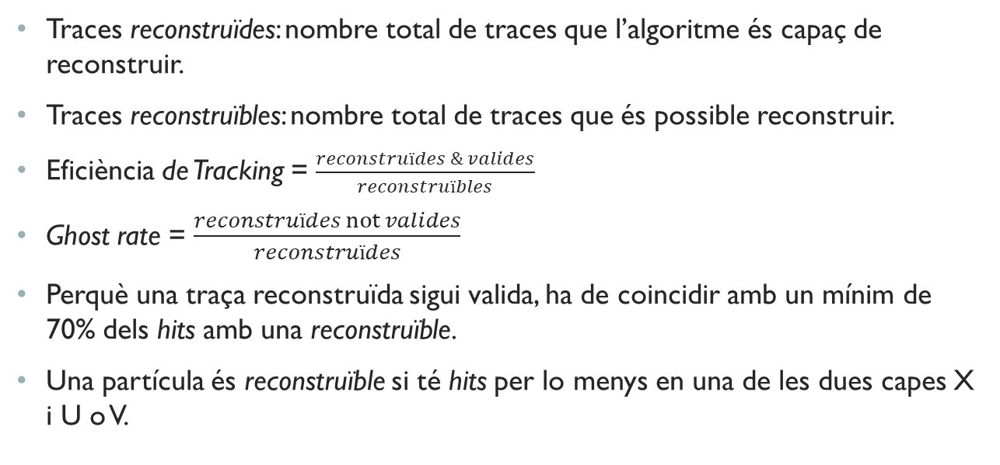 • Traces reconstruïdes: nombre total de traces que l’algoritme és capaç de
reconstruir.
• Traces reconstruïbles: nombre total de traces que és possible reconstruir.
• Eficiència de Tracking = reconstruïdes & valides / reconstruïbles
• Ghost rate = reconstruïdes not valides / reconstruïdes
• Perquè una traça reconstruïda sigui valida, ha de coincidir amb un mínim de
70% dels hits amb una reconstruïble.
• Una partícula és reconstruïble si té hits per lo menys en una de les dues capes X
i U o V.